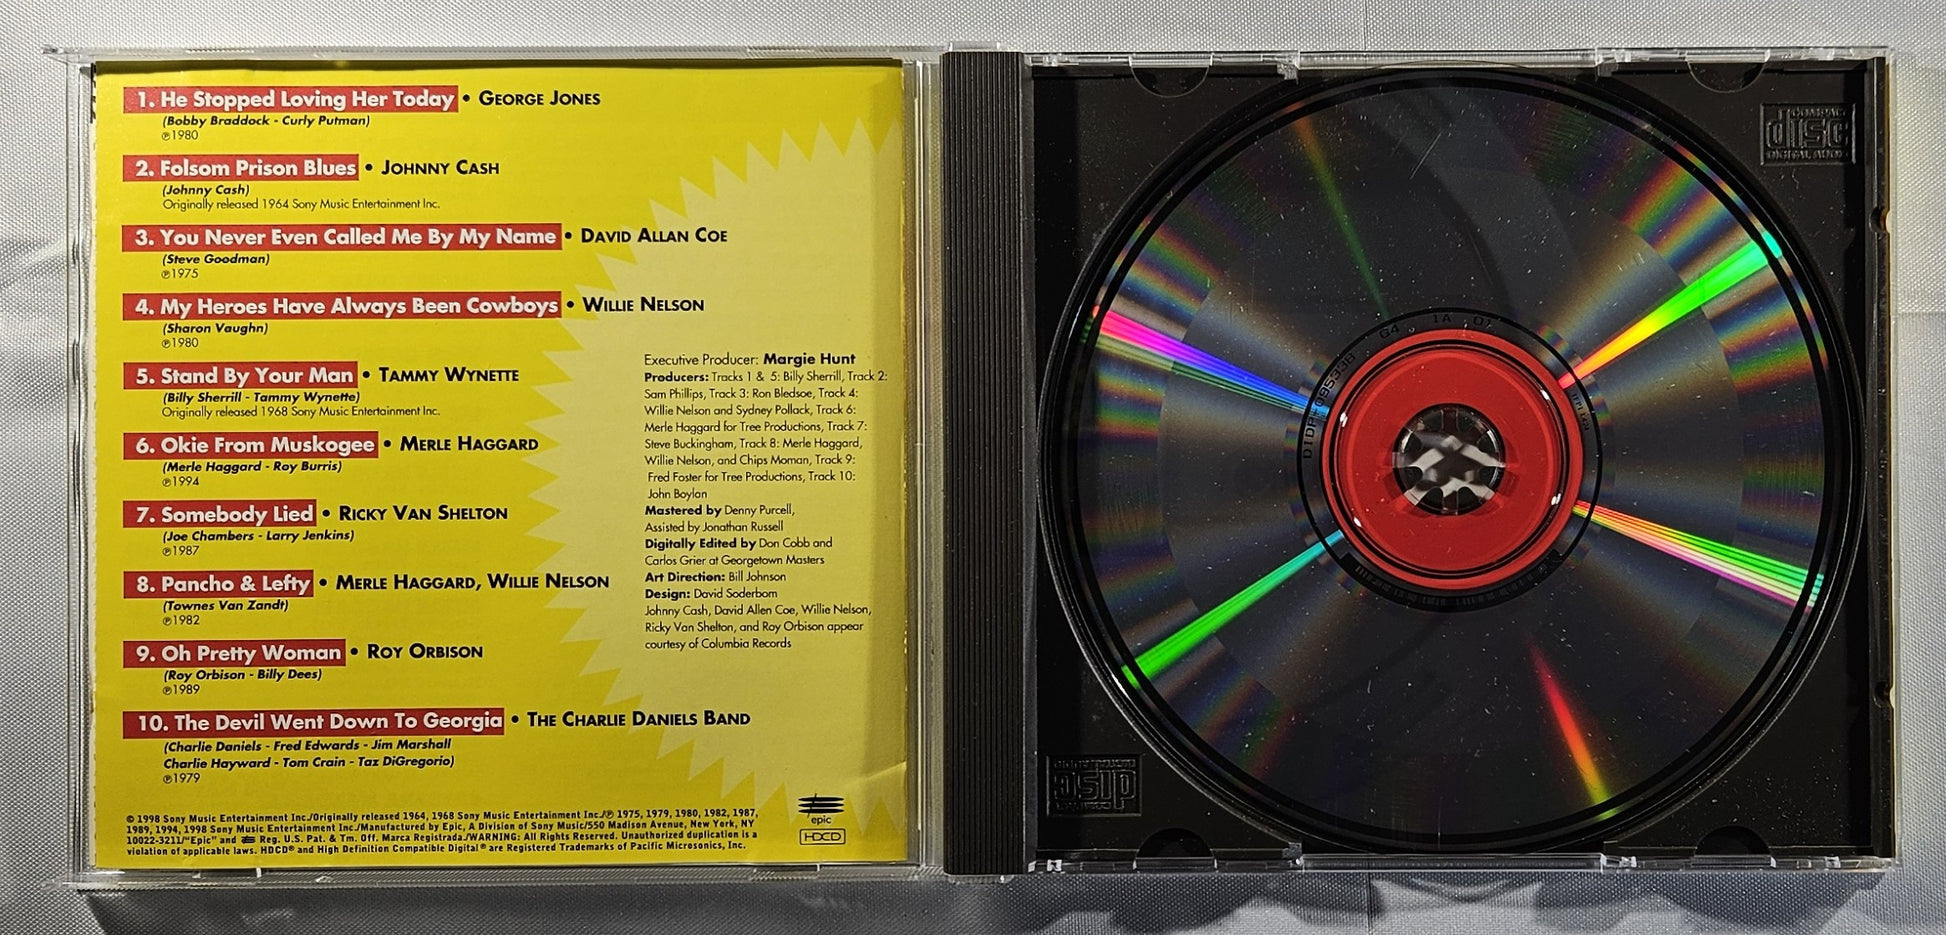 1. He Stopped Loving Her Today • George Jones
(Bobby Braddock - Curly Putman)
℗1980
2. Folsom Prison Blues • Johnny Cash
(Johnny Cash)
Originally released 1964 Sony Music Entertainment Inc.
3. You Never Even Called Me By My Name • David Allan Coe
(Steve Goodman)
℗1975
4. My Heroes Have Always Been Cowboys • Willie Nelson
(Sharon Vaughn)
℗1980
5. Stand By Your Man • Tammy Wynette
(Billy Sherrill - Tammy Wynette)
Originally released 1968 Sony Music Entertainment Inc.
6. Okie From Muskogee • Merle Haggard
(Merle Haggard - Roy Burris)
℗1994
7. Somebody Lied • Ricky Van Shelton
(Joe Chambers - Larry Jenkins)
℗1987
8. Pancho & Lefty • Merle Haggard, Willie Nelson
(Townes Van Zandt)
℗1982
9. Oh Pretty Woman • Roy Orbison
(Roy Orbison - Billy Dees)
℗1989
10. The Devil Went Down To Georgia • The Charlie Daniels Band
(Charlie Daniels - Fred Edwards - Jim Marshall
Charlie Hayward - Tom Crain - Taz DiGregorio)
℗1979
Executive Producer: Margie Hunt
Producers: Tracks 1 & 5: Billy Sherrill, Track 2:
Sam Phillips, Track 3: Ron Bledsoe, Track 4:
Willie Nelson and Sydney Pollack, Track 6:
Merle Haggard for Tree Productions, Track 7:
Steve Buckingham, Track 8: Merle Haggard,
Willie Nelson, and Chips Moman, Track 9:
Fred Foster for Tree Productions, Track 10:
John Boylan
Mastered by Denny Purcell,
Assisted by Jonathan Russell
Digitally Edited by Don Cobb and
Carlos Grier at Georgetown Masters
Art Direction: Bill Johnson
Design: David Soderbom
Johnny Cash, David Allen Coe, Willie Nelson,
Ricky Van Shelton, and Roy Orbison appear
courtesy of Columbia Records
© 1998 Sony Music Entertainment Inc./Originally released 1964, 1968 Sony Music Entertainment Inc./℗ 1975, 1979, 1980, 1982, 1987,
1989, 1994, 1998 Sony Music Entertainment Inc./Manufactured by Epic, A Division of Sony Music/550 Madison Avenue, New York, NY
10022-3211/"Epic" and Reg. U.S. Pat. & Tm. Off. Marca Registrada./WARNING: All Rights Reserved. Unauthorized duplication is a
violation of applicable laws. HDCD® and High Definition Compatible Digital® are Registered Trademarks of Pacific Microsonics, Inc.
epic
HDCD
COMPACT
disc
DIGITAL AUDIO
G4 1A 01
disc